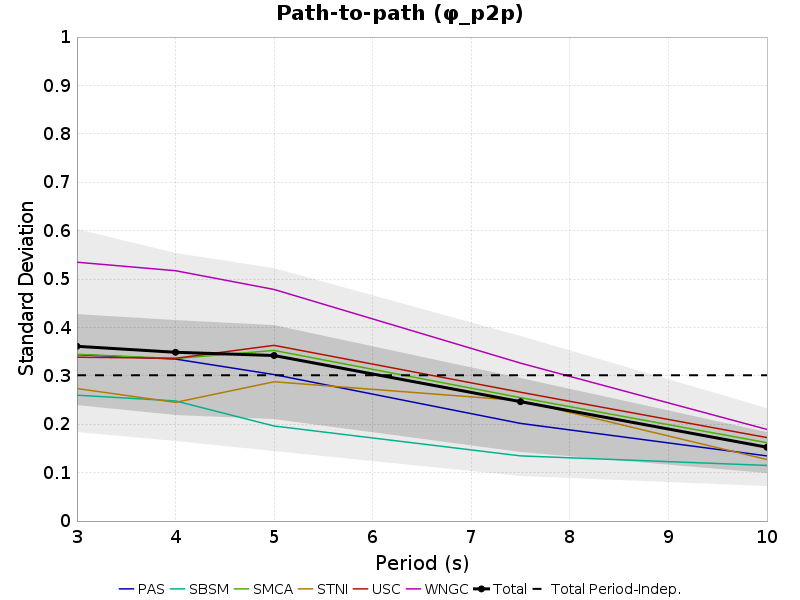 Path-to-path (φ_p2p)
1
0.9
0.8
0.7
0.6
0.5
0.4
0.3
0.2
0.1
0
Standard Deviation
3 4 5 6 7 8 9 10
Period (s)
PAS SBSM SMCA STNI USC WNGC Total Total Period-Indep.